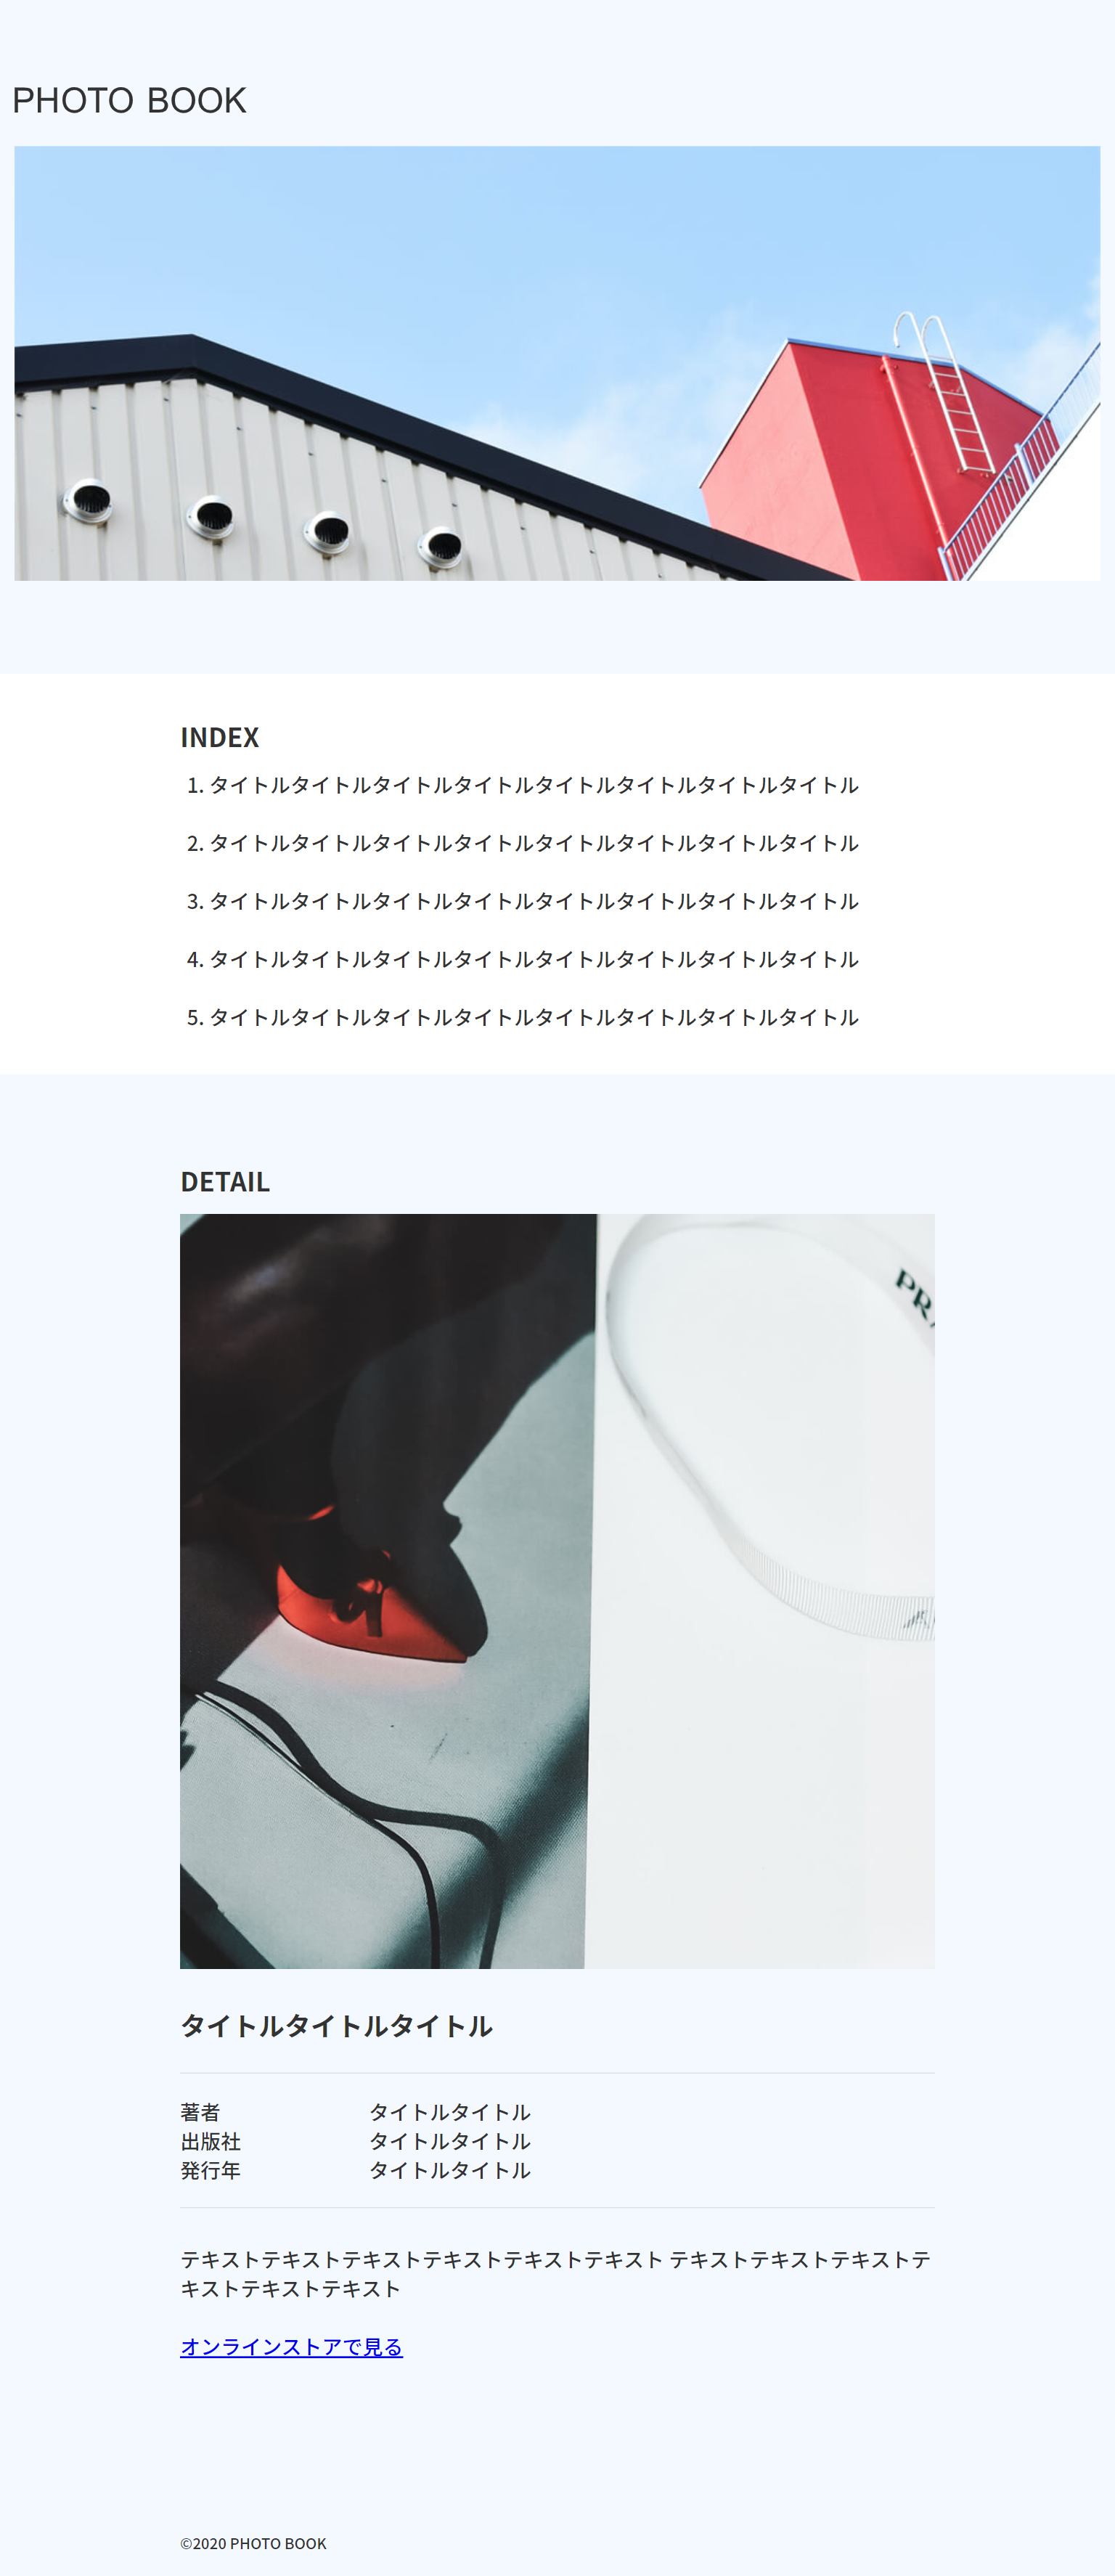 PHOTO BOOK
INDEX
1. タイトルタイトルタイトルタイトルタイトルタイトルタイトルタイトル
2. タイトルタイトルタイトルタイトルタイトルタイトルタイトルタイトル
3. タイトルタイトルタイトルタイトルタイトルタイトルタイトルタイトル
4. タイトルタイトルタイトルタイトルタイトルタイトルタイトルタイトル
5. タイトルタイトルタイトルタイトルタイトルタイトルタイトルタイトル
DETAIL
タイトルタイトルタイトル
著者 タイトルタイトル
出版社 タイトルタイトル
発行年 タイトルタイトル
テキストテキストテキストテキストテキストテキスト テキストテキストテキストテ
キストテキストテキスト
オンラインストアで見る
©2020 PHOTO BOOK